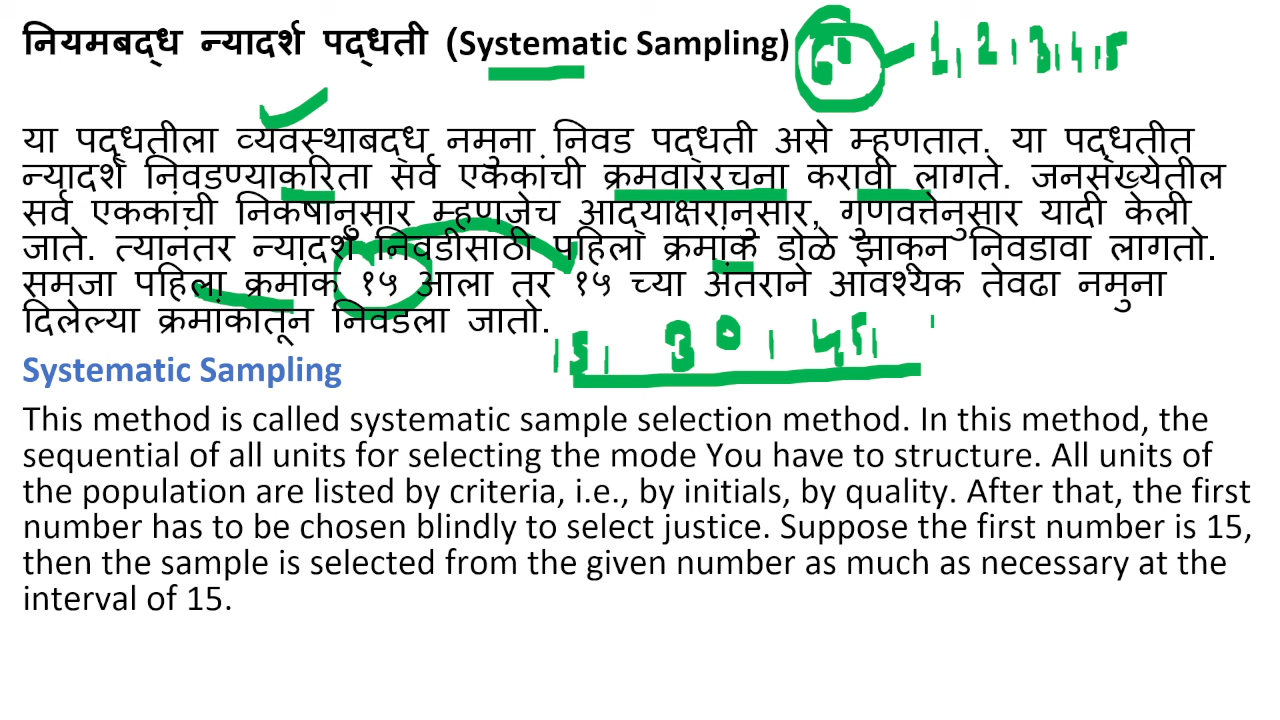 नियमबद्ध न्यादर्श पद्धती (Systematic Sampling)
1, 2, 3, 4, 5
या पद्धतीला व्यवस्थाबद्ध नमुना निवड पद्धती असे म्हणतात. या पद्धतीत
न्यादर्श निवडण्याकरिता सर्व एककांची क्रमवाररचना करावी लागते. जनसंख्येतील
सर्व एककांची निकषांनुसार म्हणजेच आद्याक्षरांनुसार, गुणवत्तेनुसार यादी केली
जाते. त्यानंतर न्यादर्श निवडीसाठी पहिला क्रमांक डोळे झाकून निवडावा लागतो.
समजा पहिला क्रमांक १५ आला तर १५ च्या अंतराने आवश्यक तेवढा नमुना
दिलेल्या क्रमांकातून निवडला जातो.
15, 30, 45,
Systematic Sampling
This method is called systematic sample selection method. In this method, the
sequential of all units for selecting the mode You have to structure. All units of
the population are listed by criteria, i.e., by initials, by quality. After that, the first
number has to be chosen blindly to select justice. Suppose the first number is 15,
then the sample is selected from the given number as much as necessary at the
interval of 15.